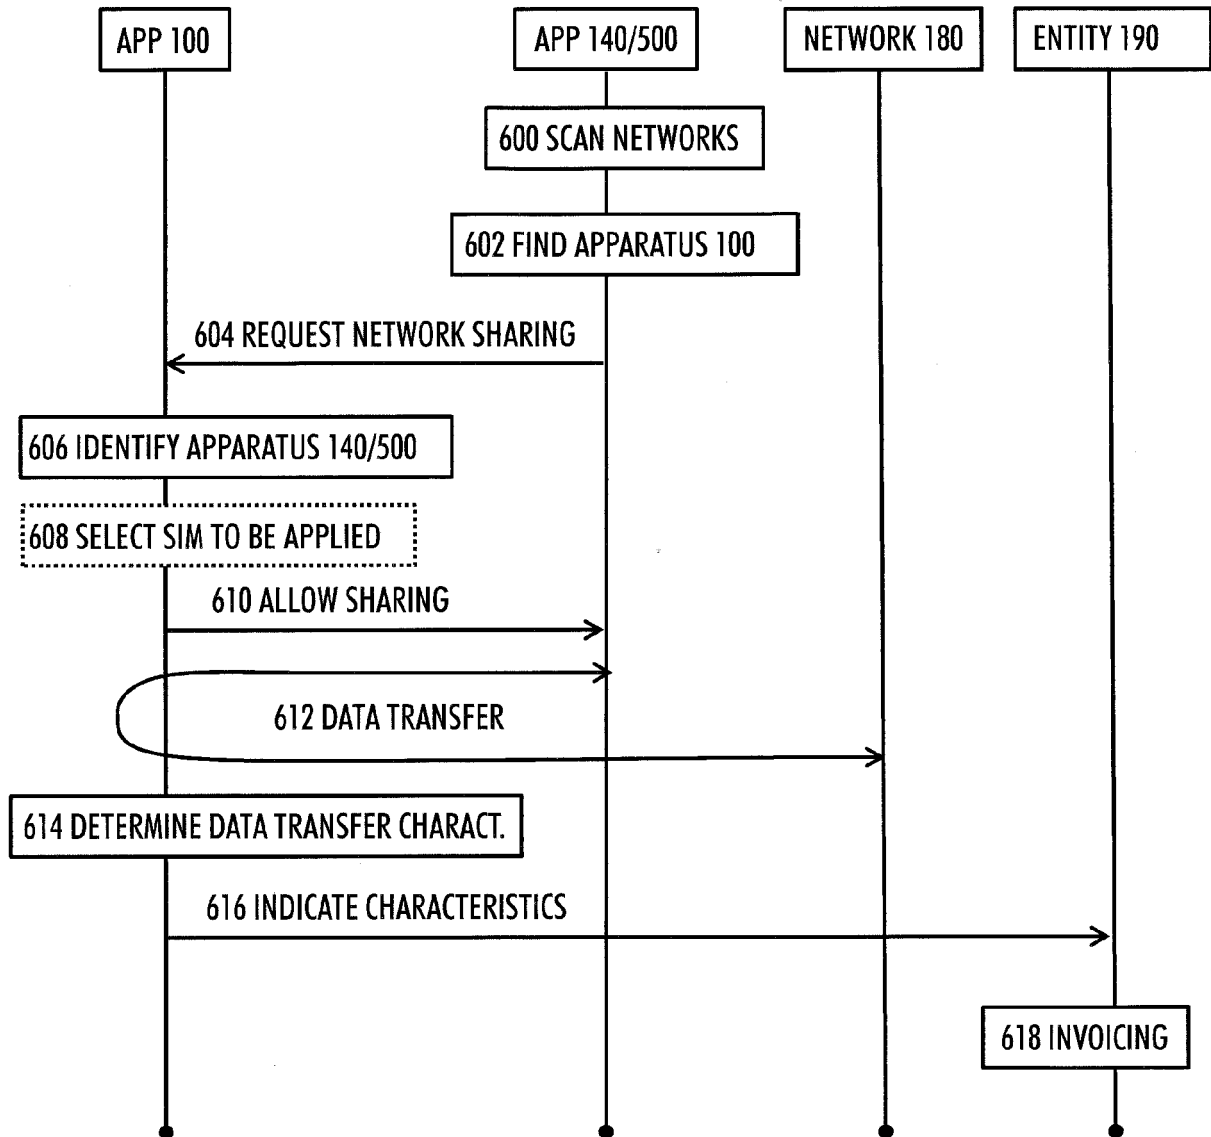 APP 100
APP 140/500
NETWORK 180
ENTITY 190
600 SCAN NETWORKS
602 FIND APPARATUS 100
604 REQUEST NETWORK SHARING
606 IDENTIFY APPARATUS 140/500
608 SELECT SIM TO BE APPLIED
610 ALLOW SHARING
612 DATA TRANSFER
614 DETERMINE DATA TRANSFER CHARACT.
616 INDICATE CHARACTERISTICS
618 INVOICING